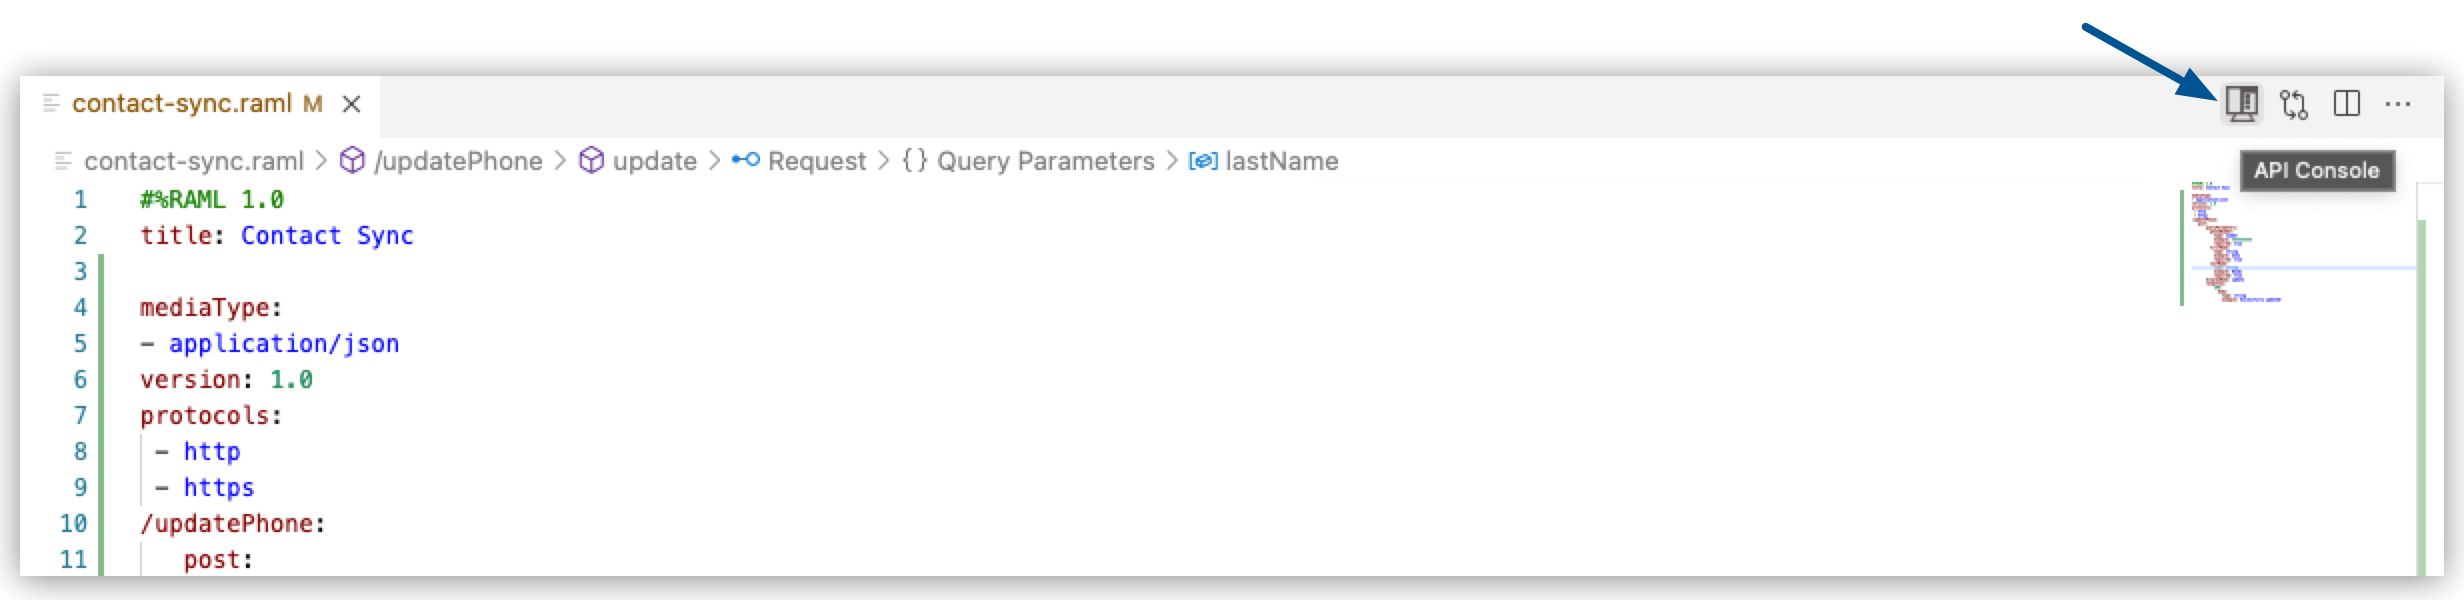 contact-sync.raml M
contact-sync.raml > /updatePhone > update > Request > {} Query Parameters > lastName
API Console
1 #%RAML 1.0
2 title: Contact Sync
3
4 mediaType:
5 - application/json
6 version: 1.0
7 protocols:
8 - http
9 - https
10 /updatePhone:
11 post: